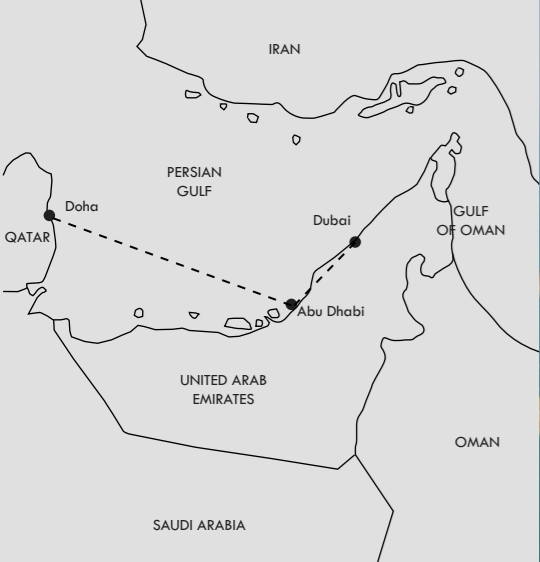 IRAN
PERSIAN
GULF
Doha
QATAR
Dubai
GULF
OF OMAN
Abu Dhabi
UNITED ARAB
EMIRATES
OMAN
SAUDI ARABIA